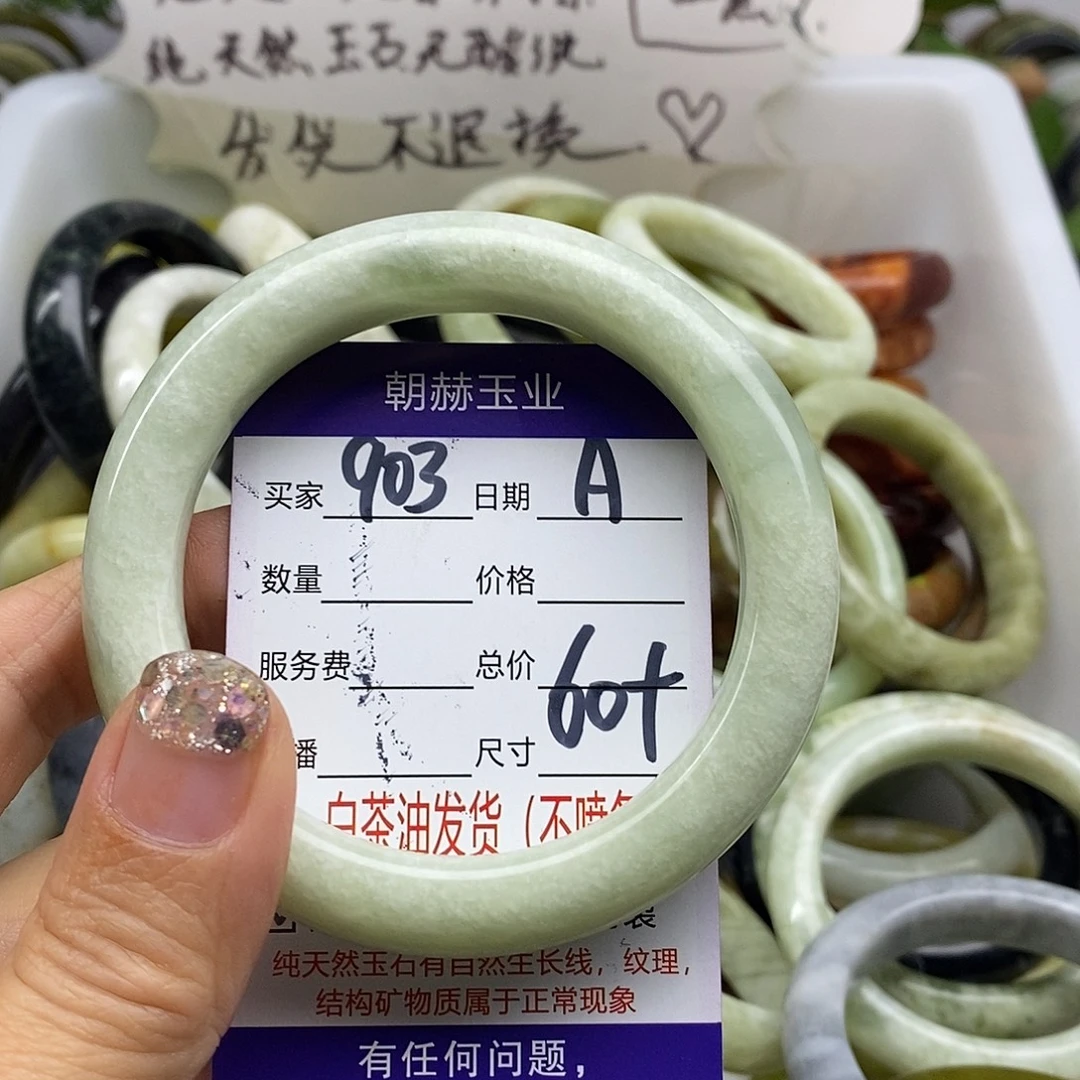 纯天然玉石无酸洗
售出不退换
朝赫玉业
买家 903 日期 A
数量 价格
服务费 总价 60+
播 尺寸
白茶油发货（不喷
装
纯天然玉石有自然生长线，纹理，
结构矿物质属于正常现象
有任何问题，